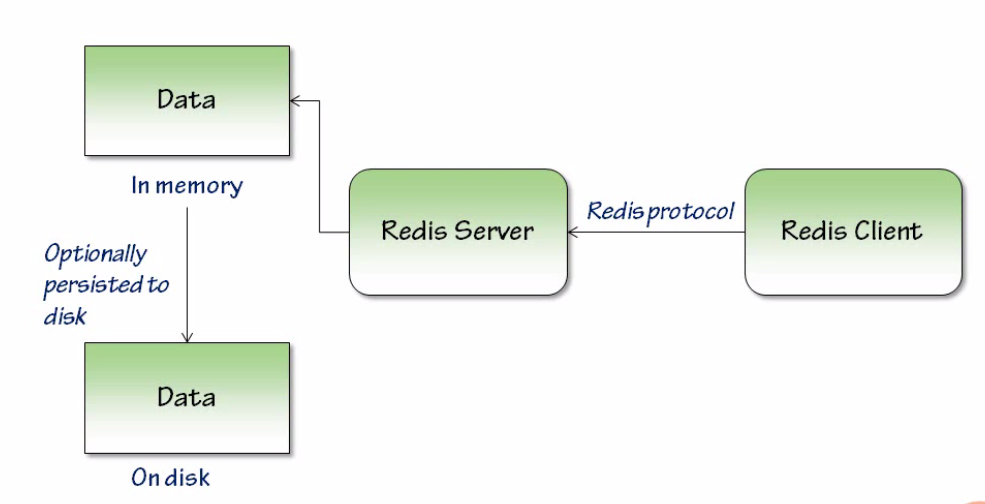 Data
In memory
Optionally
persisted to
disk
Data
On disk
Redis Server
Redis protocol
Redis Client